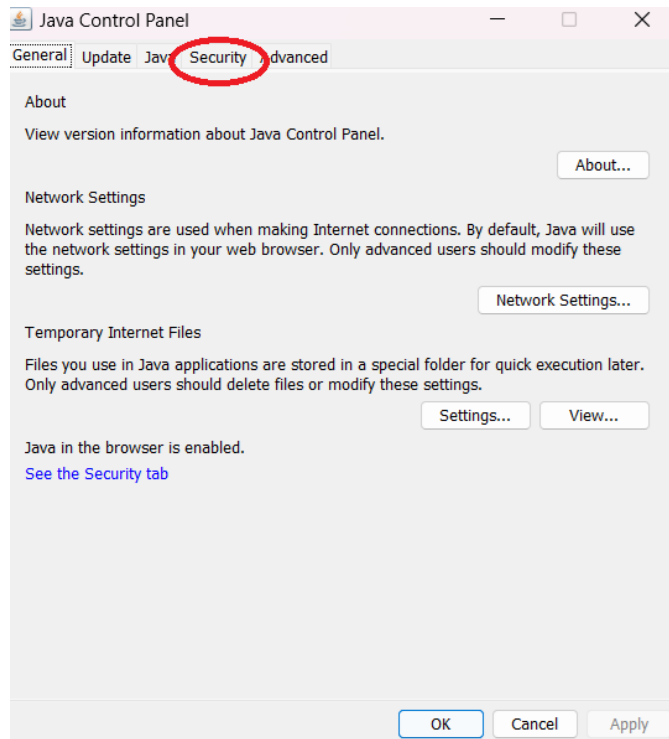 Java Control Panel
General Update Java Security Advanced
About
View version information about Java Control Panel.
About...
Network Settings
Network settings are used when making Internet connections. By default, Java will use
the network settings in your web browser. Only advanced users should modify these
settings.
Network Settings...
Temporary Internet Files
Files you use in Java applications are stored in a special folder for quick execution later.
Only advanced users should delete files or modify these settings.
Settings... View...
Java in the browser is enabled.
See the Security tab
OK Cancel Apply